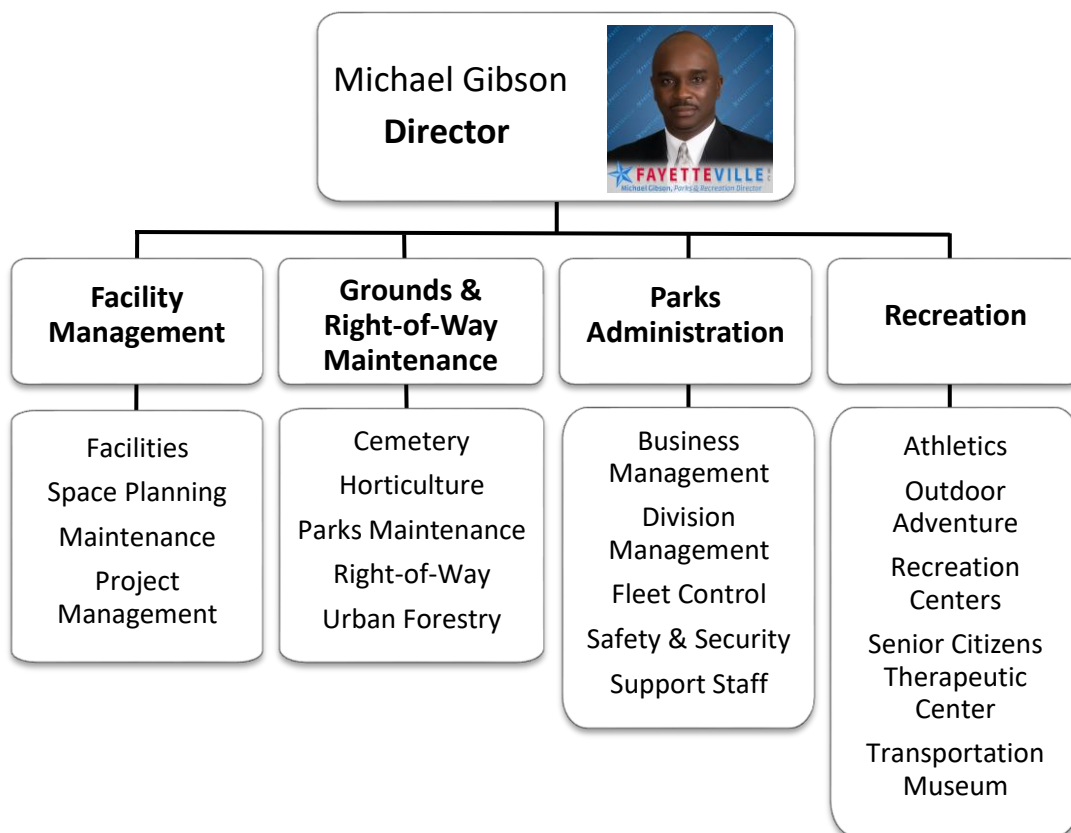 Michael Gibson
Director
FAYETTEVILLE
Michael Gibson, Parks & Recreation Director
Facility
Management
Grounds &
Right-of-Way
Maintenance
Parks
Administration
Recreation
Facilities
Space Planning
Maintenance
Project
Management
Cemetery
Horticulture
Parks Maintenance
Right-of-Way
Urban Forestry
Business
Management
Division
Management
Fleet Control
Safety & Security
Support Staff
Athletics
Outdoor
Adventure
Recreation
Centers
Senior Citizens
Therapeutic
Center
Transportation
Museum